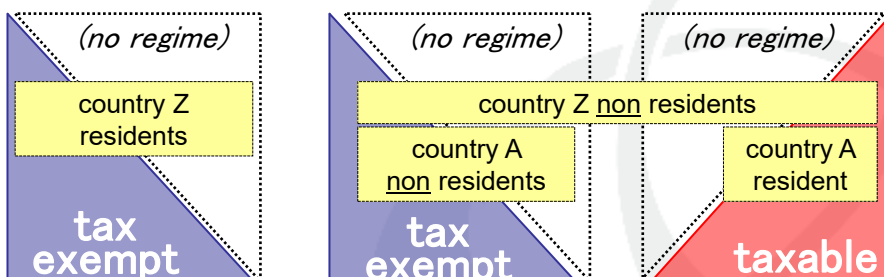 (no regime)
(no regime)
(no regime)
country Z
residents
country Z non residents
country A
non residents
country A
resident
tax
exempt
tax
exempt
taxable